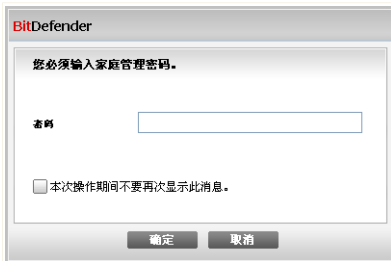 BitDefender
您必须输入家庭管理密码。
密码
本次操作期间不要再次显示此消息。
确定
取消